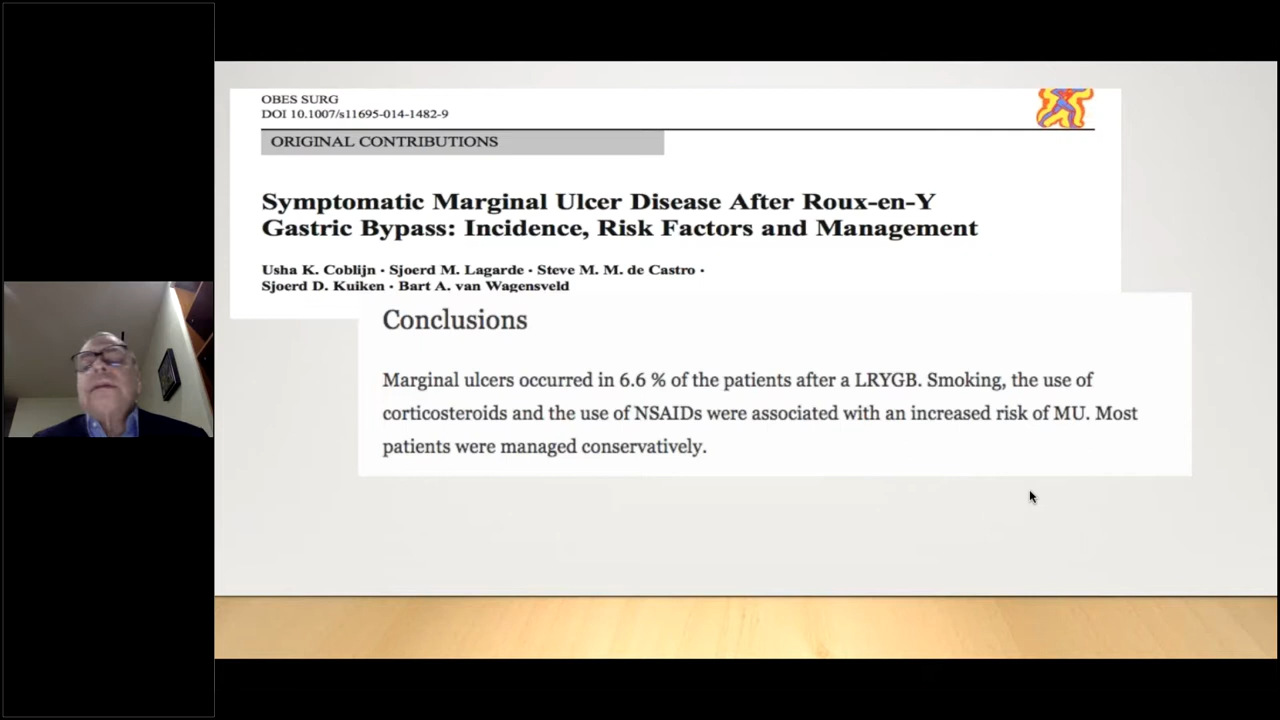 OBES SURG
DOI 10.1007/s11695-014-1482-9
ORIGINAL CONTRIBUTIONS
Symptomatic Marginal Ulcer Disease After Roux-en-Y
Gastric Bypass: Incidence, Risk Factors and Management
Usha K. Coblijn · Sjoerd M. Lagarde · Steve M. M. de Castro ·
Sjoerd D. Kuiken · Bart A. van Wagensveld
Conclusions
Marginal ulcers occurred in 6.6 % of the patients after a LRYGB. Smoking, the use of
corticosteroids and the use of NSAIDs were associated with an increased risk of MU. Most
patients were managed conservatively.